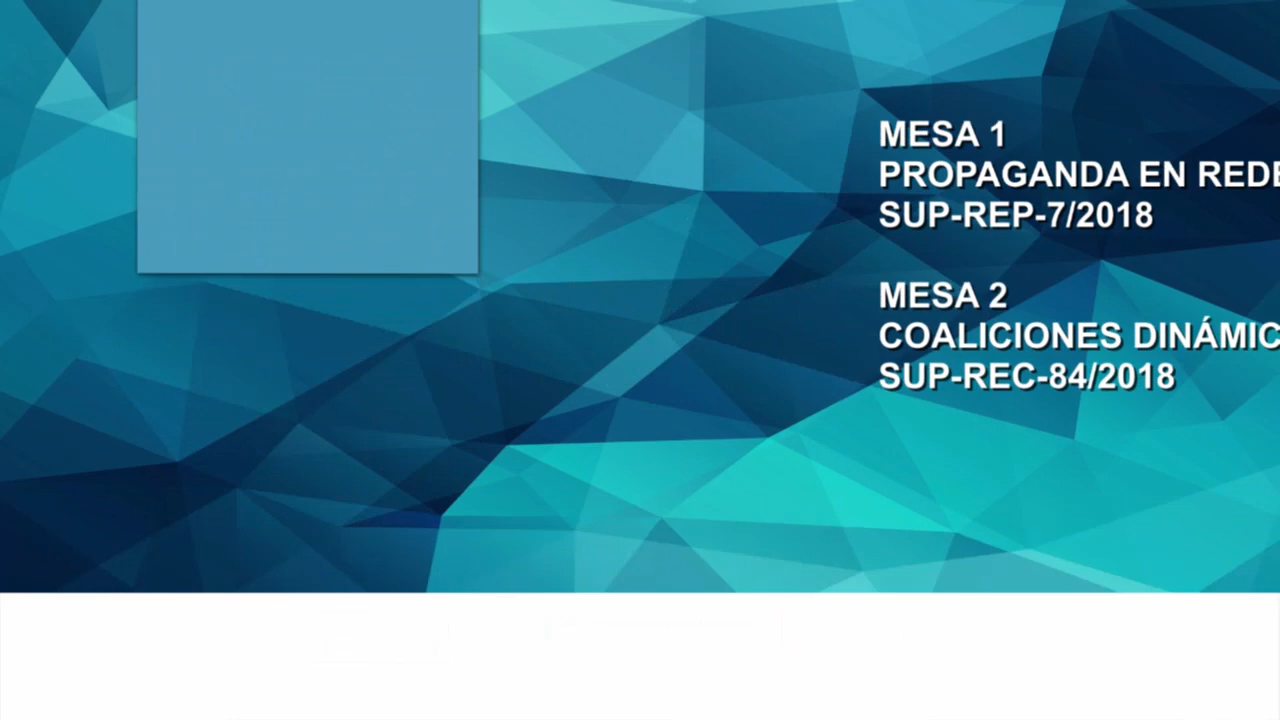 MESA 1
PROPAGANDA EN REDE
SUP-REP-7/2018
MESA 2
COALICIONES DINÁMIC
SUP-REC-84/2018